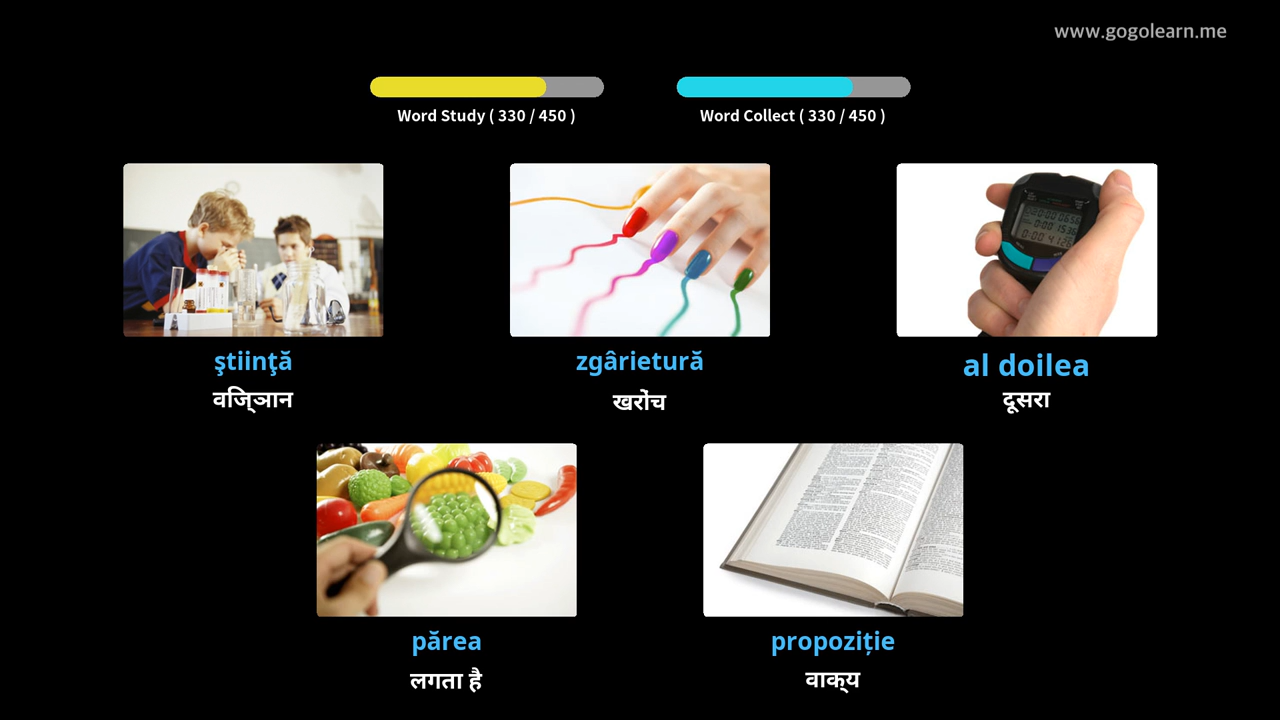 www.gogolearn.me
Word Study ( 330 / 450 )
Word Collect ( 330 / 450 )
ştiinţă
विज्ञान
zgârietură
खरोंच
al doilea
दूसरा
părea
लगता है
propoziție
वाक्य